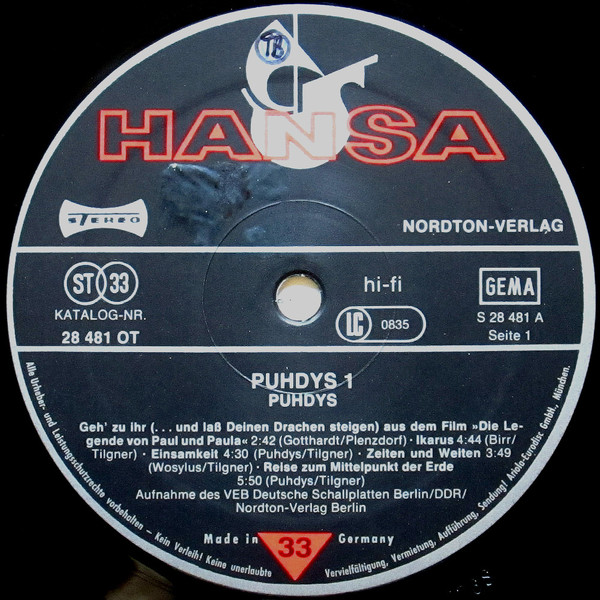 TB
HANSA
STEREO
NORDTON-VERLAG
ST 33
hi-fi
GEMA
KATALOG-NR.
LC 0835
S 28 481 A
28 481 OT
Seite 1
PUHDYS 1
PUHDYS
Geh' zu ihr (. . . und laß Deinen Drachen steigen) aus dem Film »Die Le-
gende von Paul und Paula« 2:42 (Gotthardt/Plenzdorf) · Ikarus 4:44 (Birr/
Tilgner) · Einsamkeit 4:30 (Puhdys/Tilgner) · Zeiten und Weiten 3:49
(Wosylus/Tilgner) · Reise zum Mittelpunkt der Erde
5:50 (Puhdys/Tilgner)
Aufnahme des VEB Deutsche Schallplatten Berlin/DDR/
Nordton-Verlag Berlin
Made in Germany
33
Alle Urheber- und Leistungsschutzrechte vorbehalten – Kein Verleih! Keine unerlaubte Vervielfältigung, Vermietung, Aufführung, Sendung! Ariola-Eurodisc GmbH., München.